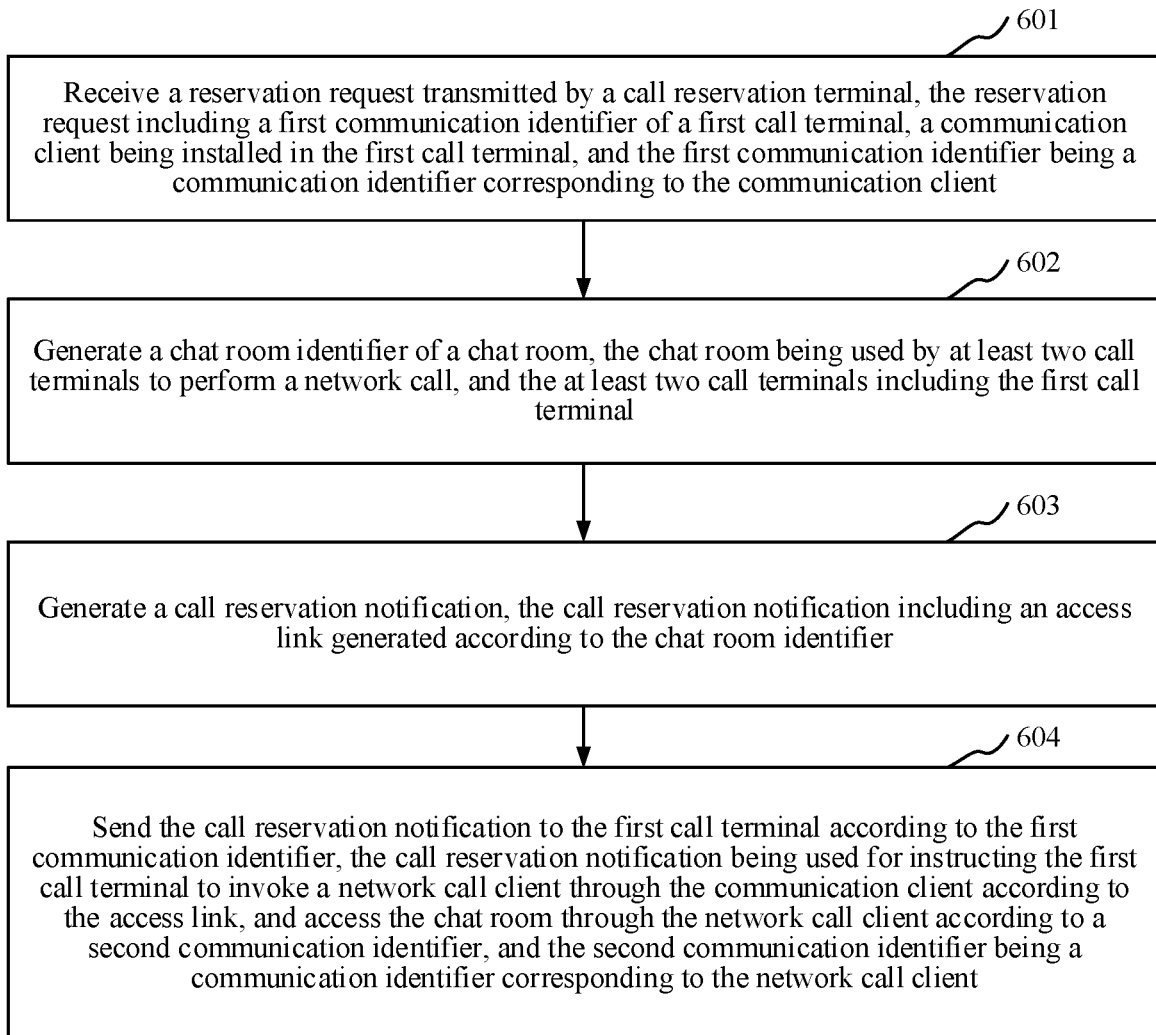 601
Receive a reservation request transmitted by a call reservation terminal, the reservation
request including a first communication identifier of a first call terminal, a communication
client being installed in the first call terminal, and the first communication identifier being a
communication identifier corresponding to the communication client
602
Generate a chat room identifier of a chat room, the chat room being used by at least two call
terminals to perform a network call, and the at least two call terminals including the first call
terminal
603
Generate a call reservation notification, the call reservation notification including an access
link generated according to the chat room identifier
604
Send the call reservation notification to the first call terminal according to the first
communication identifier, the call reservation notification being used for instructing the first
call terminal to invoke a network call client through the communication client according to
the access link, and access the chat room through the network call client according to a
second communication identifier, and the second communication identifier being a
communication identifier corresponding to the network call client